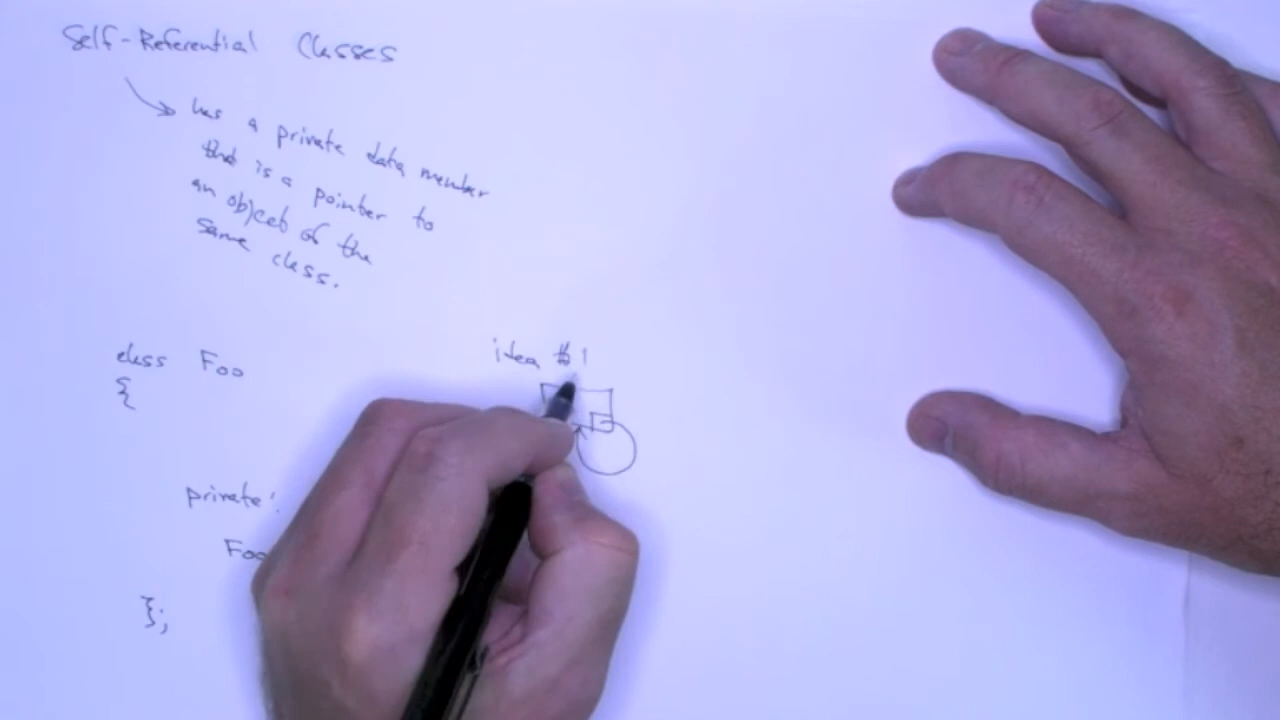 Self-Referential Classes
has a private data member
that is a pointer to
an object of the
same class.
class Foo
{
idea #1
private:
Foo
};